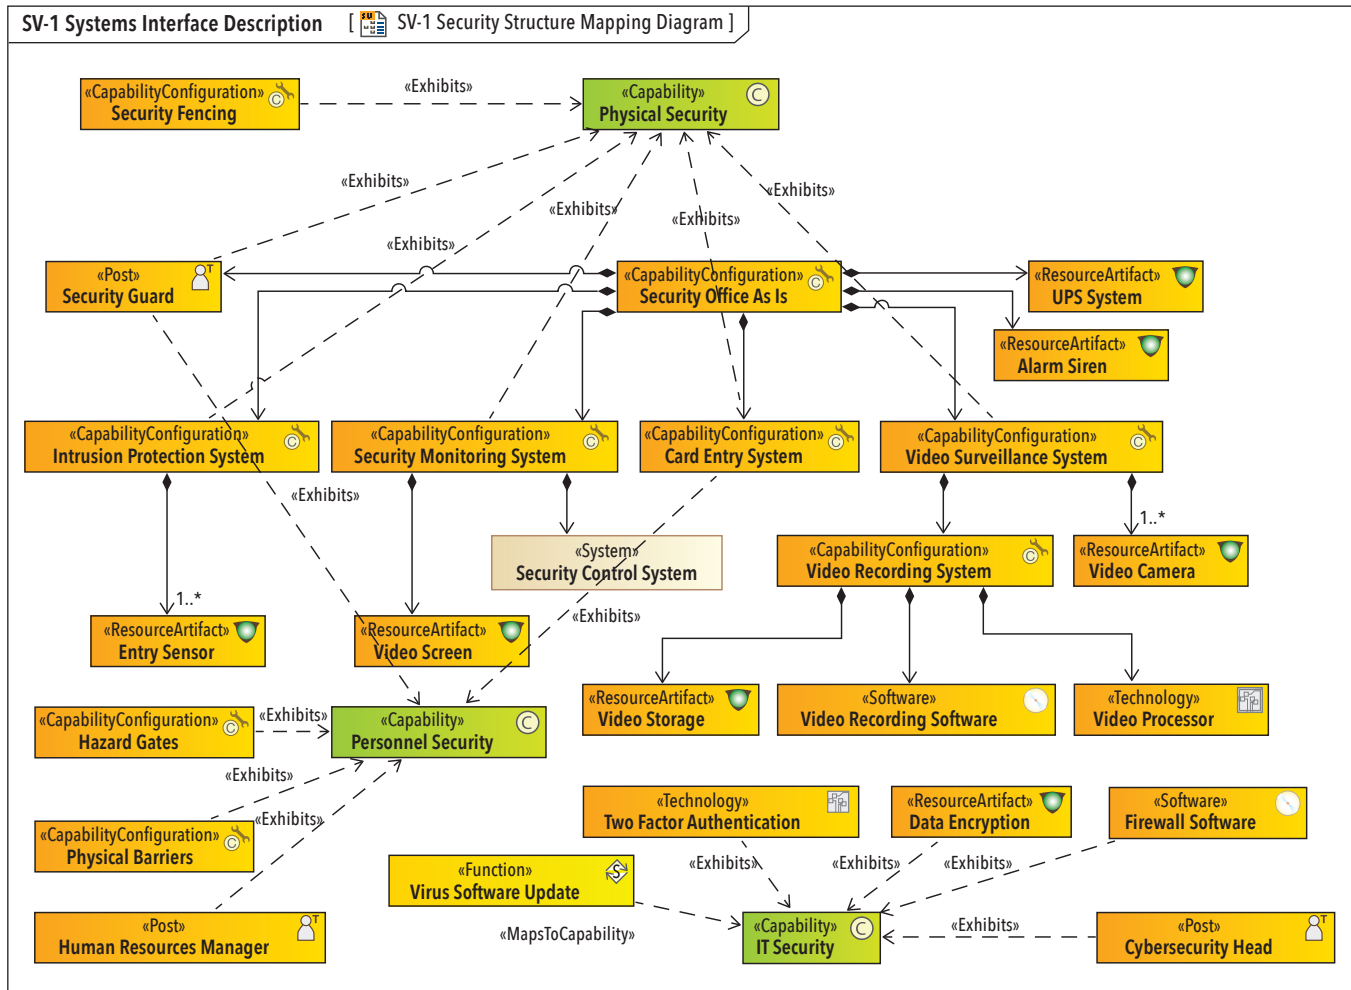 SV-1 Systems Interface Description [ SV-1 Security Structure Mapping Diagram ]
«CapabilityConfiguration»
Security Fencing
«Exhibits»
«Capability»
Physical Security
«Exhibits»
«Exhibits»
«Exhibits»
«Exhibits»
«Exhibits»
«Post»
Security Guard
«CapabilityConfiguration»
Security Office As Is
«ResourceArtifact»
UPS System
«ResourceArtifact»
Alarm Siren
«CapabilityConfiguration»
Intrusion Protection System
«CapabilityConfiguration»
Security Monitoring System
«CapabilityConfiguration»
Card Entry System
«CapabilityConfiguration»
Video Surveillance System
«Exhibits»
1..*
«System»
Security Control System
«CapabilityConfiguration»
Video Recording System
«ResourceArtifact»
Video Camera
1..*
«Exhibits»
«ResourceArtifact»
Entry Sensor
«ResourceArtifact»
Video Screen
«ResourceArtifact»
Video Storage
«Software»
Video Recording Software
«Technology»
Video Processor
«CapabilityConfiguration»
Hazard Gates
«Exhibits»
«Capability»
Personnel Security
«Exhibits»
«Exhibits»
«CapabilityConfiguration»
Physical Barriers
«Technology»
Two Factor Authentication
«ResourceArtifact»
Data Encryption
«Software»
Firewall Software
«Function»
Virus Software Update
«Exhibits»
«Exhibits»
«Exhibits»
«Post»
Human Resources Manager
«MapsToCapability»
«Capability»
IT Security
«Exhibits»
«Post»
Cybersecurity Head